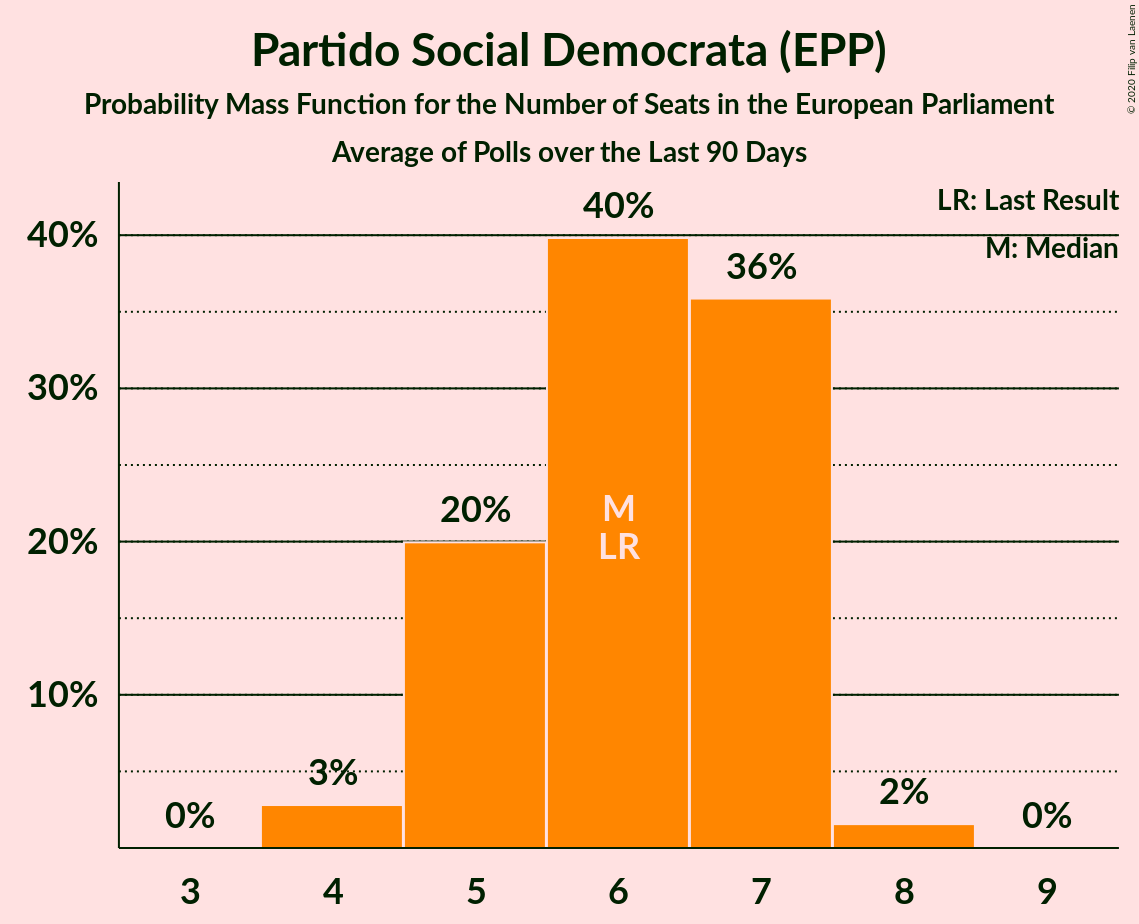 Partido Social Democrata (EPP)
Probability Mass Function for the Number of Seats in the European Parliament
Average of Polls over the Last 90 Days
© 2020 Filip van Laenen
LR: Last Result
M: Median
40%
30%
20%
10%
0%
3%
20%
40%
36%
2%
0%
M
LR
3 4 5 6 7 8 9